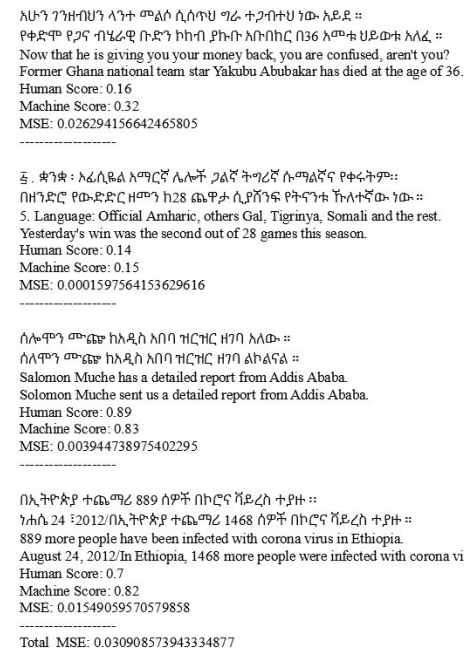 አሁን ገንዘብህን ላንተ መልሶ ሲሰጥህ ግራ ተጋብተህ ነው አይደ ።
የቀድሞ የጋና ብሄራዊ ቡድን ኮከብ ያኩቡ አቡበከር በ36 አመቱ ህይወቱ አለፈ ።
Now that he is giving you your money back, you are confused, aren't you?
Former Ghana national team star Yakubu Abubakar has died at the age of 36.
Human Score: 0.16
Machine Score: 0.32
MSE: 0.026294156642465805
--------------------
፭ . ቋንቋ ፡ ኦፊሲዬል አማርኛ ሌሎች ጋልኛ ትግሪኛ ሱማልኛና የቀሩትም፡፡
በዘንድሮ የውድድር ዘመን ከ28 ጨዋታ ሲያሸንፍ የትናንቱ ኹለተኛው ነው ።
5. Language: Official Amharic, others Gal, Tigrinya, Somali and the rest.
Yesterday's win was the second out of 28 games this season.
Human Score: 0.14
Machine Score: 0.15
MSE: 0.0001597564153629616
--------------------
ሰሎሞን ሙጬ ከአዲስ አበባ ዝርዝር ዘገባ አለው ።
ሰለሞን ሙጬ ከአዲስ አበባ ዝርዝር ዘገባ ልኮልናል ።
Salomon Muche has a detailed report from Addis Ababa.
Solomon Muche sent us a detailed report from Addis Ababa.
Human Score: 0.89
Machine Score: 0.83
MSE: 0.003944738975402295
--------------------
በኢትዮጵያ ተጨማሪ 889 ሰዎች በኮሮና ቫይረስ ተያዙ ፡፡
ነሐሴ 24 ፣2012/በኢትዮጵያ ተጨማሪ 1468 ሰዎች በኮሮና ቫይረስ ተያዙ ።
889 more people have been infected with corona virus in Ethiopia.
August 24, 2012/In Ethiopia, 1468 more people were infected with corona vi
Human Score: 0.7
Machine Score: 0.82
MSE: 0.01549059570579858
--------------------
Total MSE: 0.030908573943334877